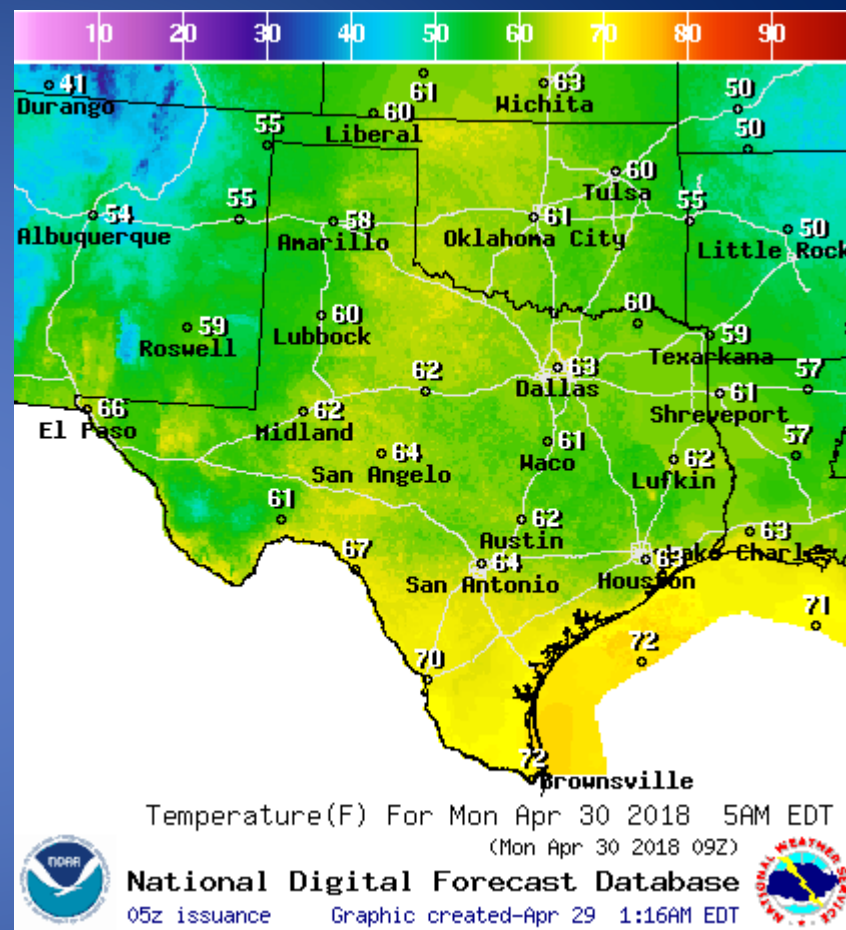 10 20 30 40 50 60 70 80 90
41
Durango
61
63
Wichita
60
Liberal
50
50
55
60
Tulsa
54
Albuquerque
55
58
Amarillo
61
Oklahoma City
55
50
Little Rock
59
Roswell
60
Lubbock
60
59
Texarkana
62
63
Dallas
61
Shreveport
57
66
El Paso
62
Midland
64
San Angelo
61
Waco
62
Lufkin
57
61
62
Austin
63
Lake Charles
67
64
San Antonio
63
Houston
71
72
70
72
Brownsville
Temperature(F) For Mon Apr 30 2018 5AM EDT
(Mon Apr 30 2018 09Z)
National Digital Forecast Database
05z issuance Graphic created-Apr 29 1:16AM EDT
NOAA
NATIONAL WEATHER SERVICE